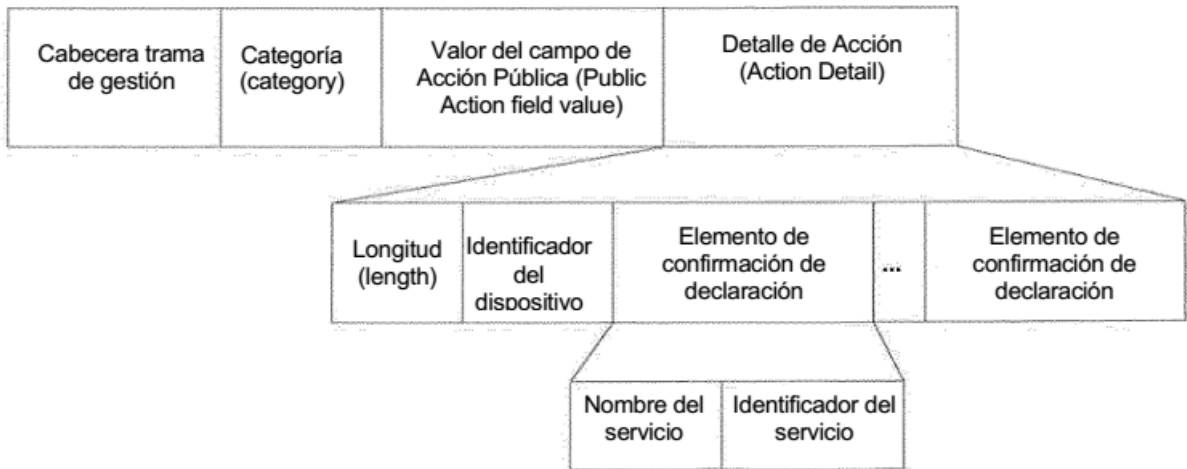 Cabecera trama
de gestión
Categoría
(category)
Valor del campo de
Acción Pública (Public
Action field value)
Detalle de Acción
(Action Detail)
Longitud
(length)
Identificador
del
dispositivo
Elemento de
confirmación de
declaración
...
Elemento de
confirmación de
declaración
Nombre del
servicio
Identificador del
servicio